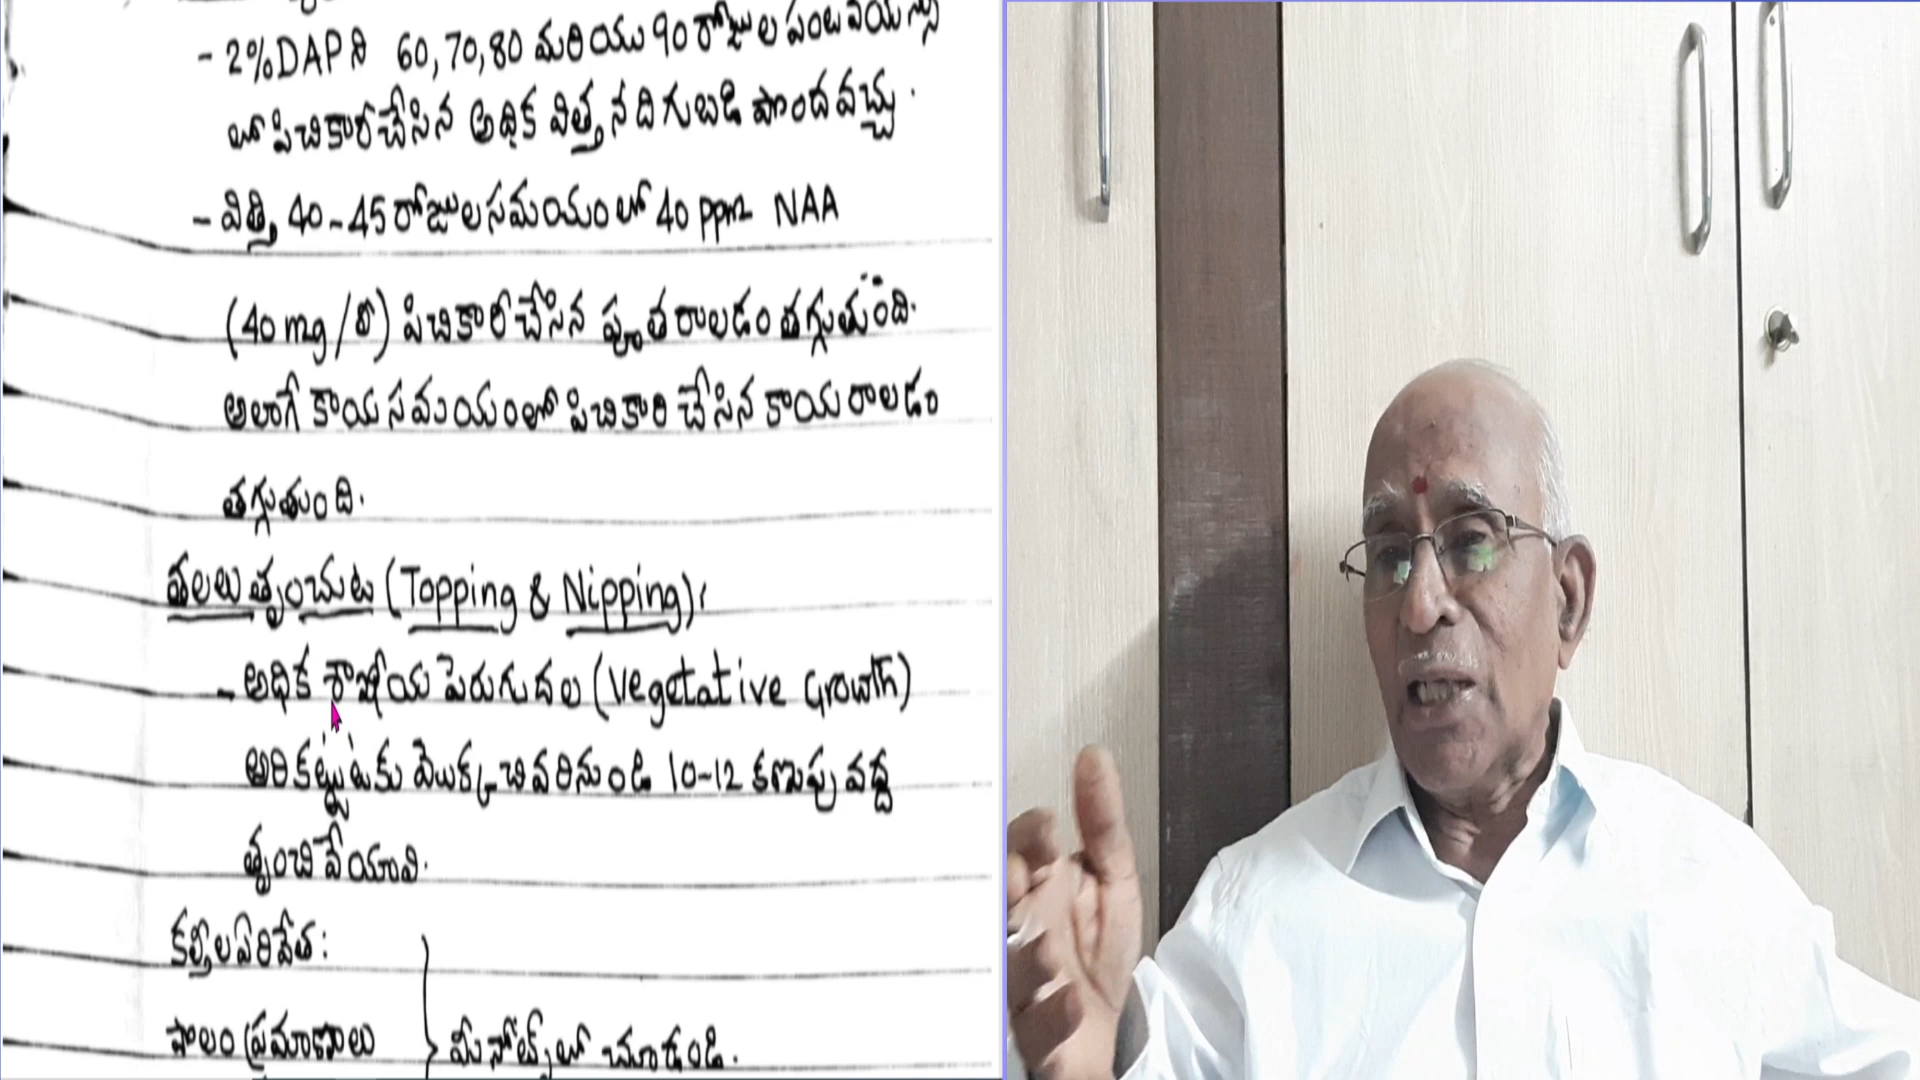 - 2% DAP ని 60, 70, 80 మరియు 90 రోజుల పంట వయస్సు
లో పిచికారీ చేసిన అధిక విత్తన దిగుబడి పొందవచ్చు.
- విత్తి 40-45 రోజుల సమయంలో 40 ppm NAA
(40 mg/లీ) పిచికారీ చేసిన పూత రాలడం తగ్గుతుంది.
అలాగే కాయ సమయంలో పిచికారి చేసిన కాయ రాలడం
తగ్గుతుంది.
తలలు త్రుంచుట (Topping & Nipping):
- అధిక శాఖీయ పెరుగుదల (Vegetative Growth)
అరికట్టుటకు మొక్క చివరినుండి 10-12 కణుపు వద్ద
త్రుంచి వేయాలి.
కల్తీల ఏరివేత:
పొలం ప్రమాణాలు } మీ నోట్స్ లో చూడండి.